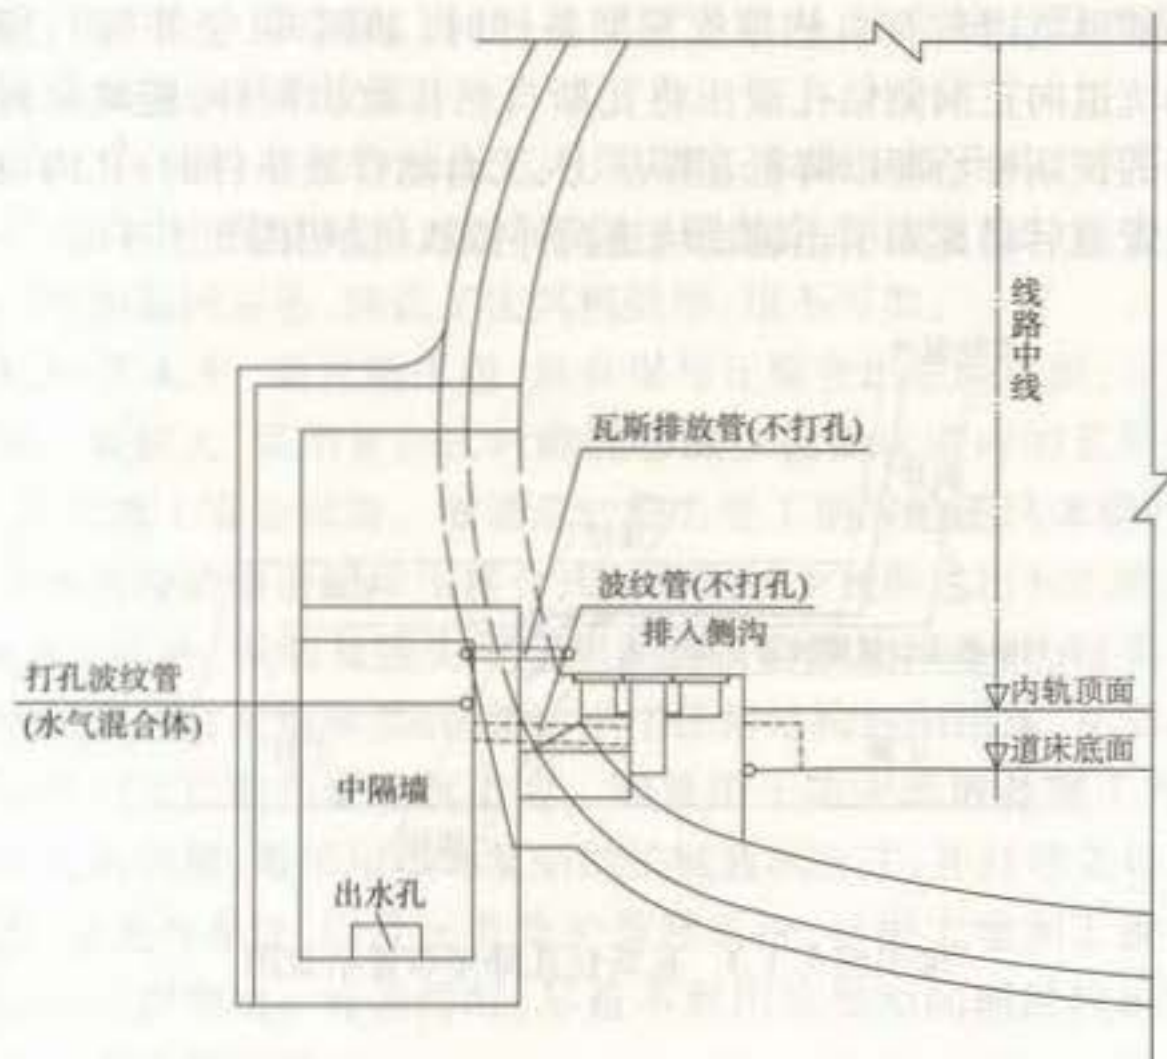 线路中线
瓦斯排放管(不打孔)
波纹管(不打孔)
排入侧沟
打孔波纹管
(水气混合体)
内轨顶面
道床底面
中隔墙
出水孔